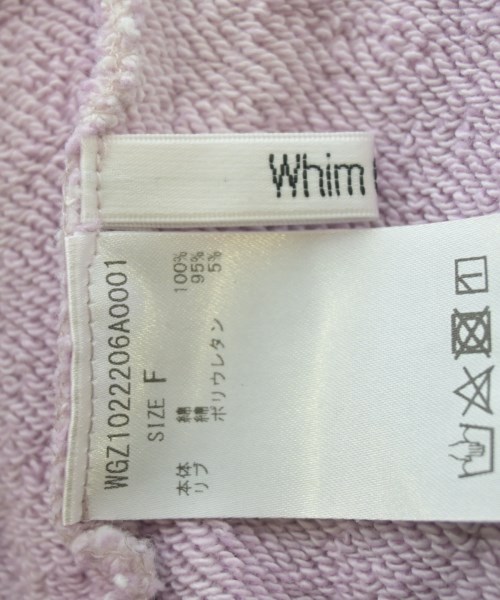 Whim
WGZ1022206A0001
SIZE F
本体 綿 100%
リブ 綿 95%
ポリウレタン 5%